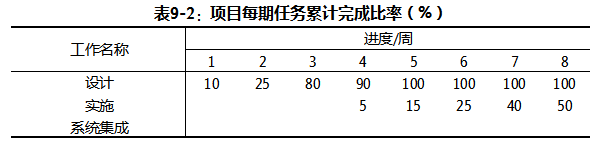 表9-2：项目每期任务累计完成比率（%）
工作名称 进度/周
1 2 3 4 5 6 7 8
设计 10 25 80 90 100 100 100 100
实施 5 15 25 40 50
系统集成